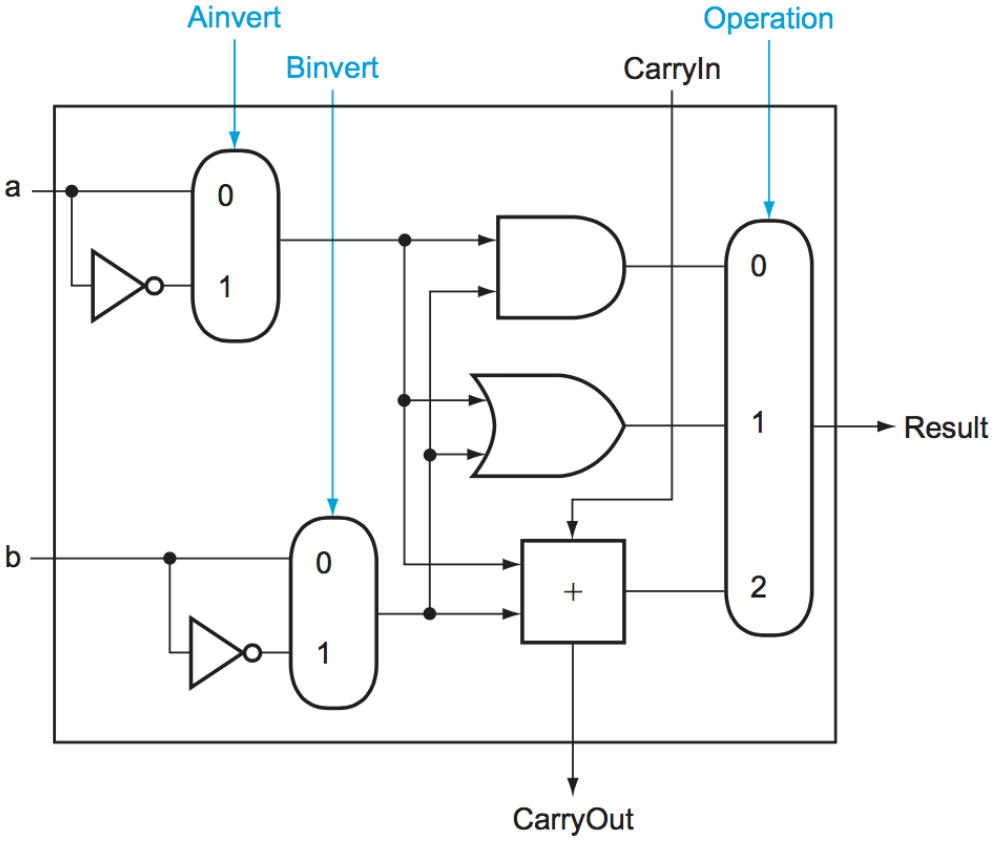 Ainvert
Operation
Binvert
CarryIn
a
0
1
0
1
Result
b
0
1
2
+
CarryOut